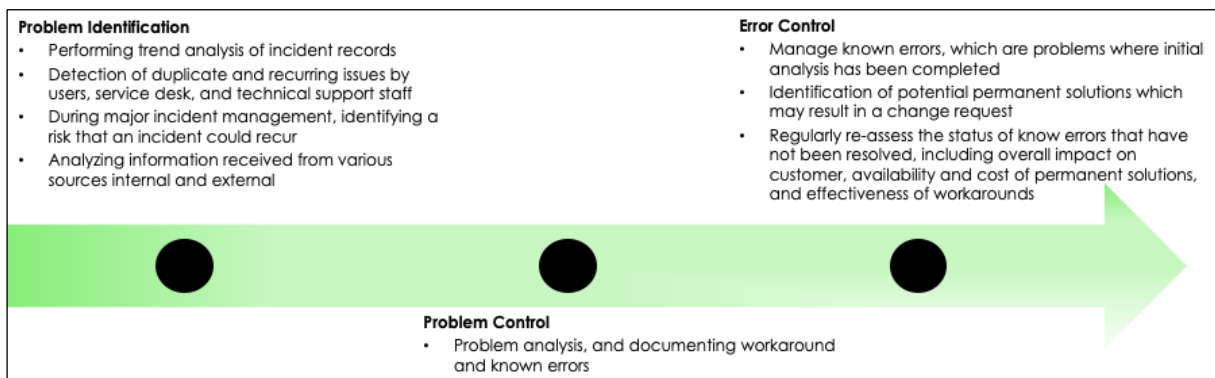 Problem Identification
• Performing trend analysis of incident records
• Detection of duplicate and recurring issues by
users, service desk, and technical support staff
• During major incident management, identifying a
risk that an incident could recur
• Analyzing information received from various
sources internal and external
Error Control
• Manage known errors, which are problems where initial
analysis has been completed
• Identification of potential permanent solutions which
may result in a change request
• Regularly re-assess the status of know errors that have
not been resolved, including overall impact on
customer, availability and cost of permanent solutions,
and effectiveness of workarounds
Problem Control
• Problem analysis, and documenting workaround
and known errors